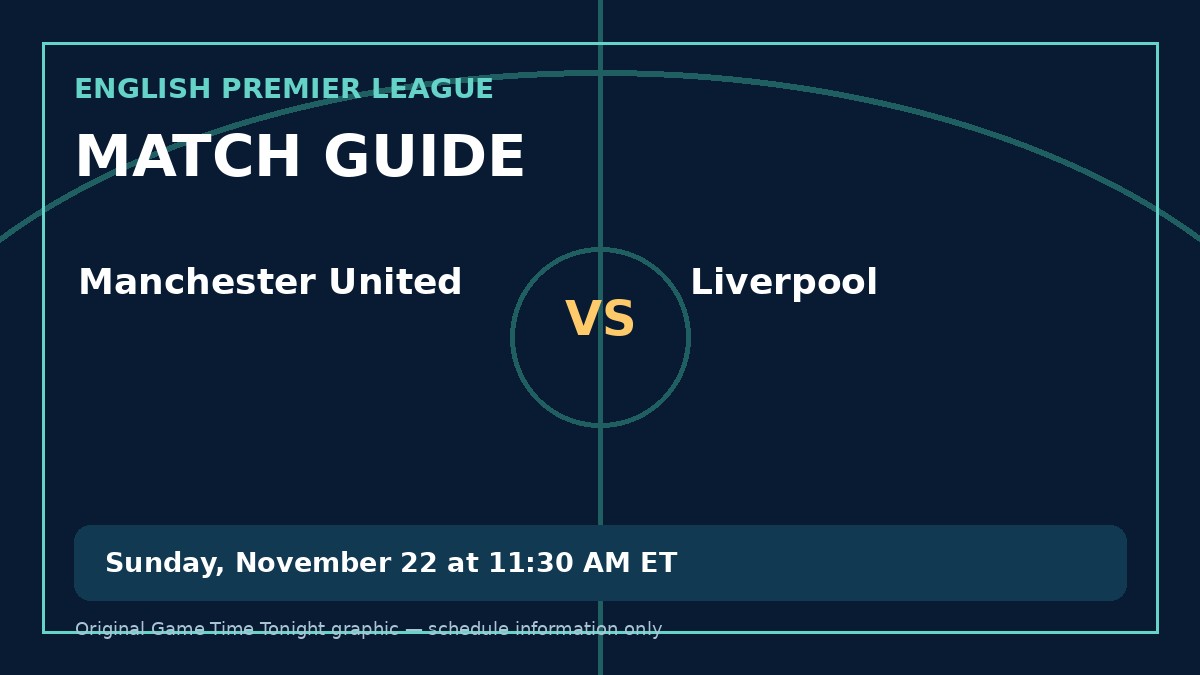 ENGLISH PREMIER LEAGUE
MATCH GUIDE
Manchester United
VS
Liverpool
Sunday, November 22 at 11:30 AM ET
Original Game Time Tonight graphic — schedule information only